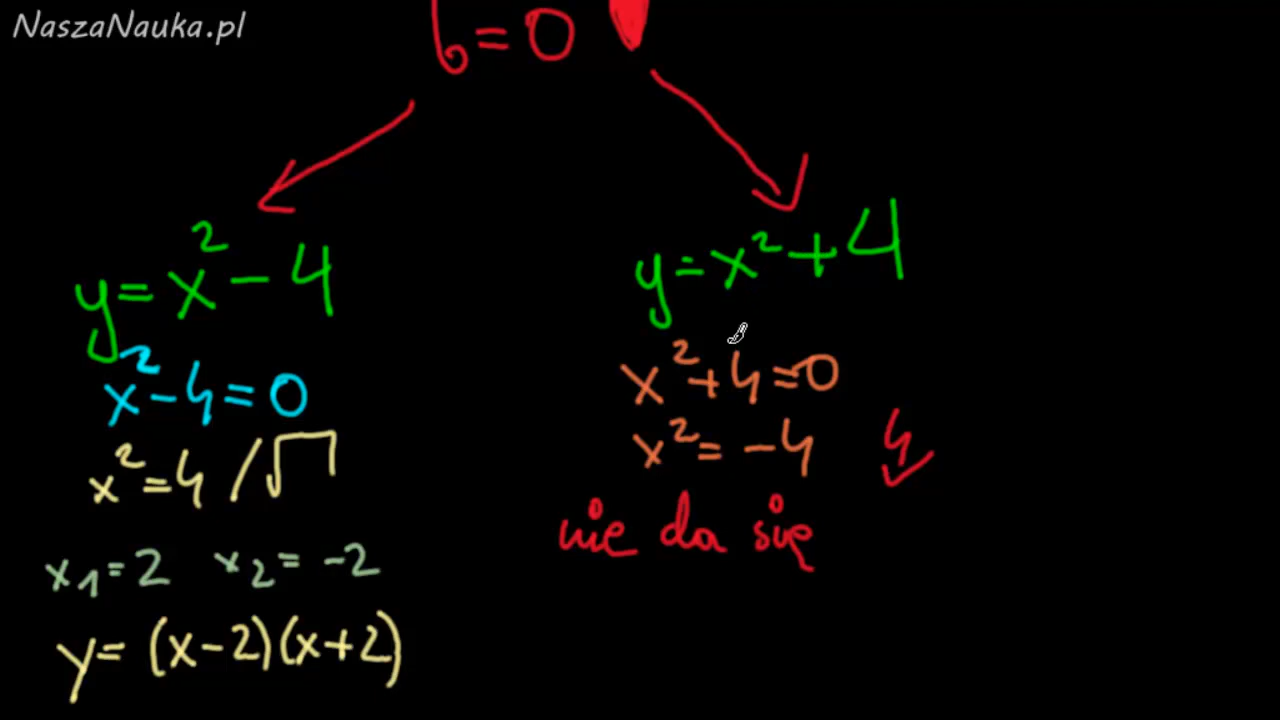 NaszaNauka.pl
b = 0
y = x² - 4
x² - 4 = 0
x² = 4 /√
x₁ = 2 x₂ = -2
y = (x-2)(x+2)
y = x² + 4
x² + 4 = 0
x² = -4
nie da się